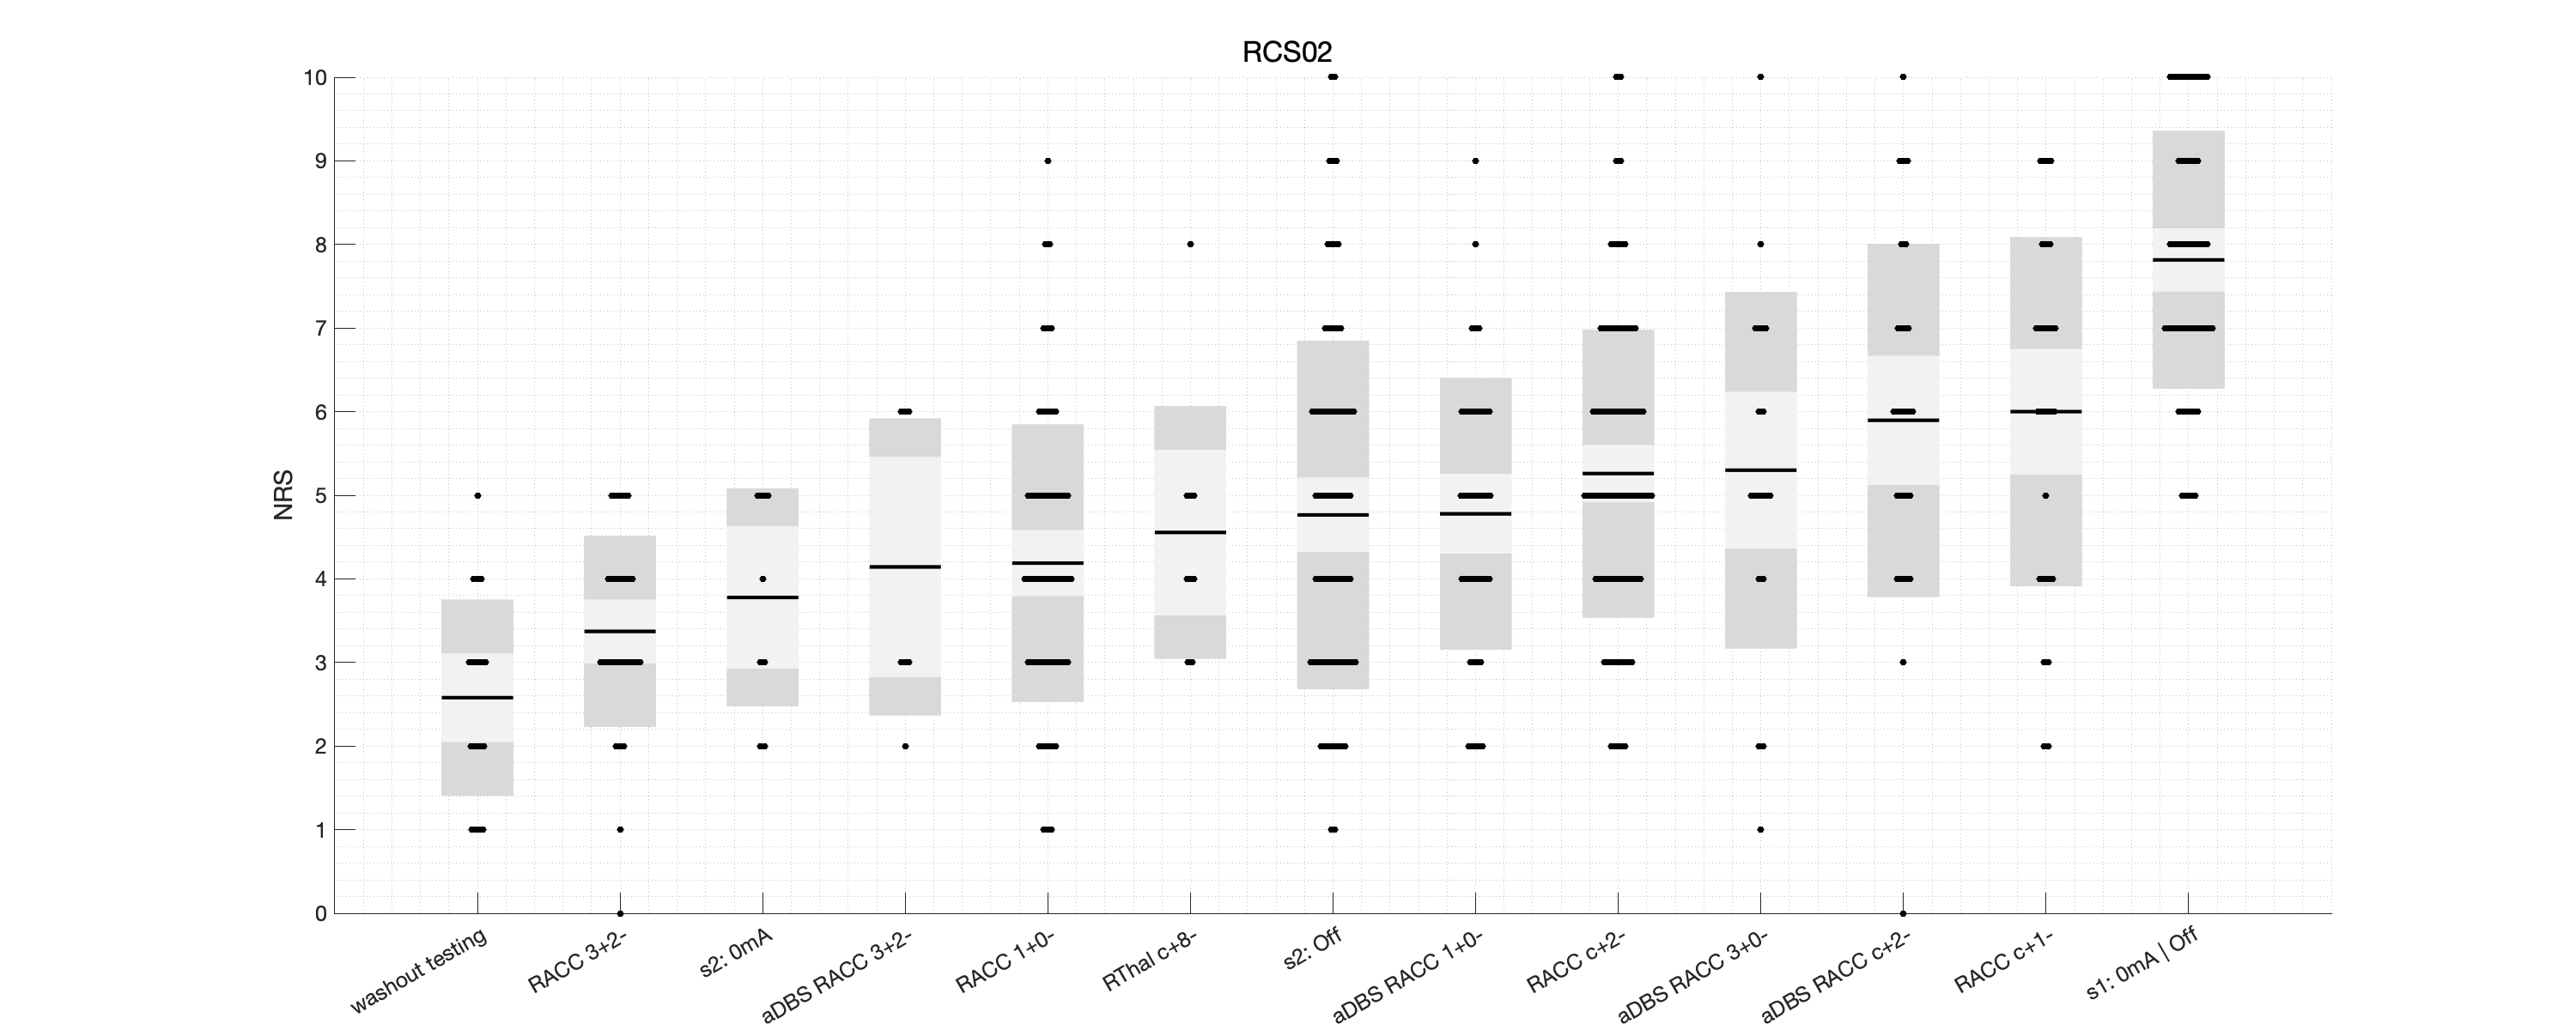 RCS02
10
9
8
7
6
5
4
3
2
1
0
NRS
washout testing
RACC 3+2-
s2: 0mA
aDBS RACC 3+2-
RACC 1+0-
RThal c+8-
s2: Off
aDBS RACC 1+0-
RACC c+2-
aDBS RACC 3+0-
aDBS RACC c+2-
RACC c+1-
s1: 0mA | Off